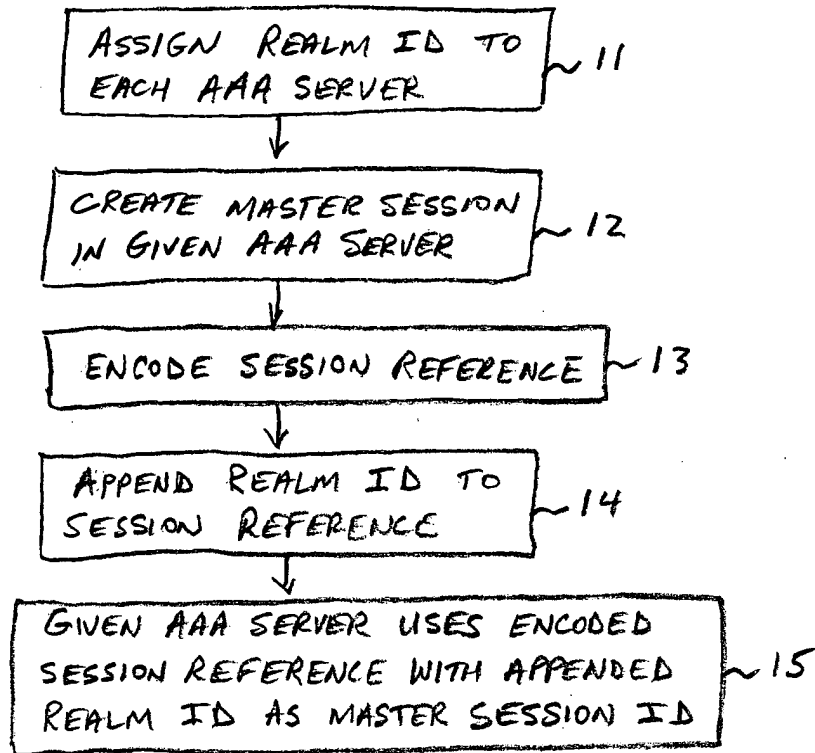 ASSIGN REALM ID TO
EACH AAA SERVER
11
CREATE MASTER SESSION
IN GIVEN AAA SERVER
12
ENCODE SESSION REFERENCE
13
APPEND REALM ID TO
SESSION REFERENCE
14
GIVEN AAA SERVER USES ENCODED
SESSION REFERENCE WITH APPENDED
REALM ID AS MASTER SESSION ID
15